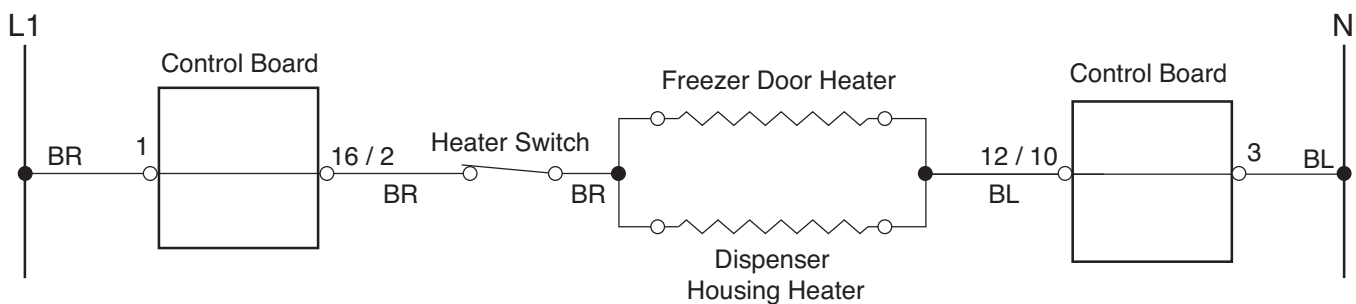 L1
N
Control Board
Control Board
Freezer Door Heater
Heater Switch
BR
1
16 / 2
BR
BR
12 / 10
BL
3
BL
Dispenser
Housing Heater